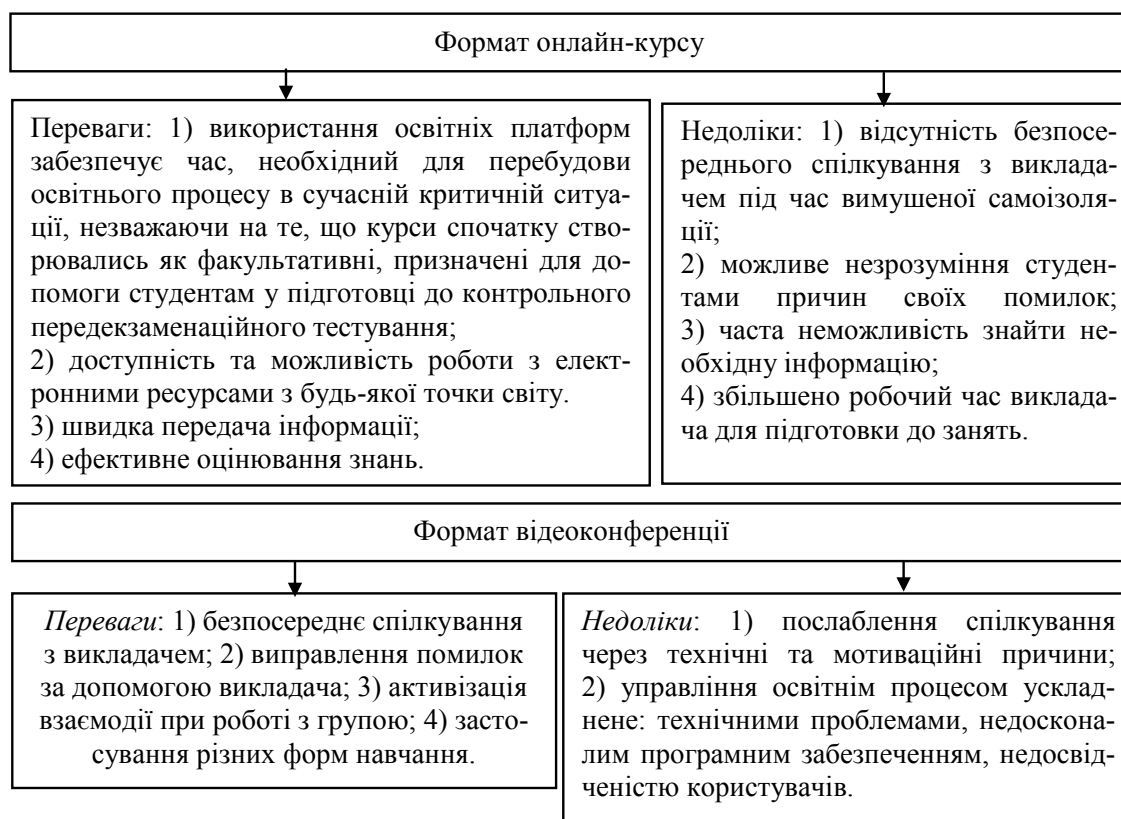 Формат онлайн-курсу
Переваги: 1) використання освітніх платформ
забезпечує час, необхідний для перебудови
освітнього процесу в сучасній критичній ситуа-
ції, незважаючи на те, що курси спочатку ство-
рювались як факультативні, призначені для до-
помоги студентам у підготовці до контрольного
передекзаменаційного тестування;
2) доступність та можливість роботи з елект-
ронними ресурсами з будь-якої точки світу.
3) швидка передача інформації;
4) ефективне оцінювання знань.
Недоліки: 1) відсутність безпосе-
реднього спілкування з виклада-
чем під час вимушеної самоізоля-
ції;
2) можливе незрозуміння студен-
тами причин своїх помилок;
3) часта неможливість знайти не-
обхідну інформацію;
4) збільшено робочий час виклада-
ча для підготовки до занять.
Формат відеоконференції
Переваги: 1) безпосереднє спілкування
з викладачем; 2) виправлення помилок
за допомогою викладача; 3) активізація
взаємодії при роботі з групою; 4) засто-
сування різних форм навчання.
Недоліки: 1) послаблення спілкування
через технічні та мотиваційні причини;
2) управління освітнім процесом усклад-
нене: технічними проблемами, недоскона-
лим програмним забезпеченням, недосвід-
ченістю користувачів.